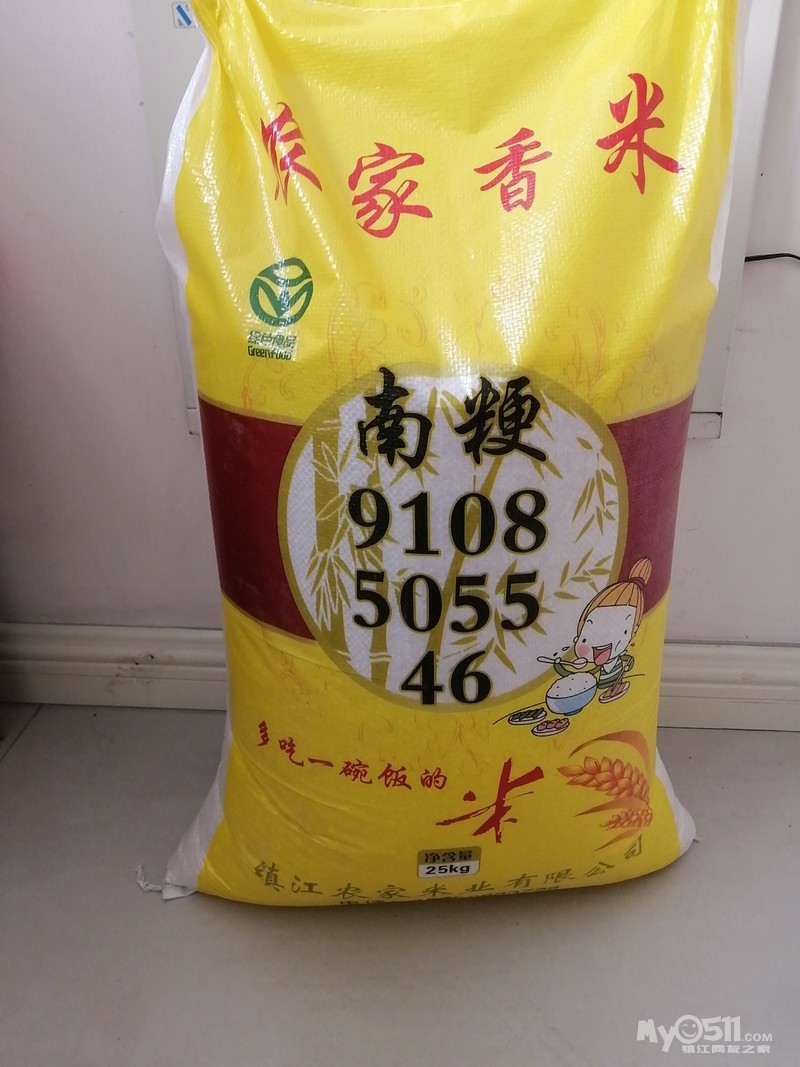 农家香米
绿色食品
GreenFood
南粳
9108
5055
46
多吃一碗饭的
米
净含量
25kg
镇江农家米业有限公司
My0511.COM
镇江网友之家